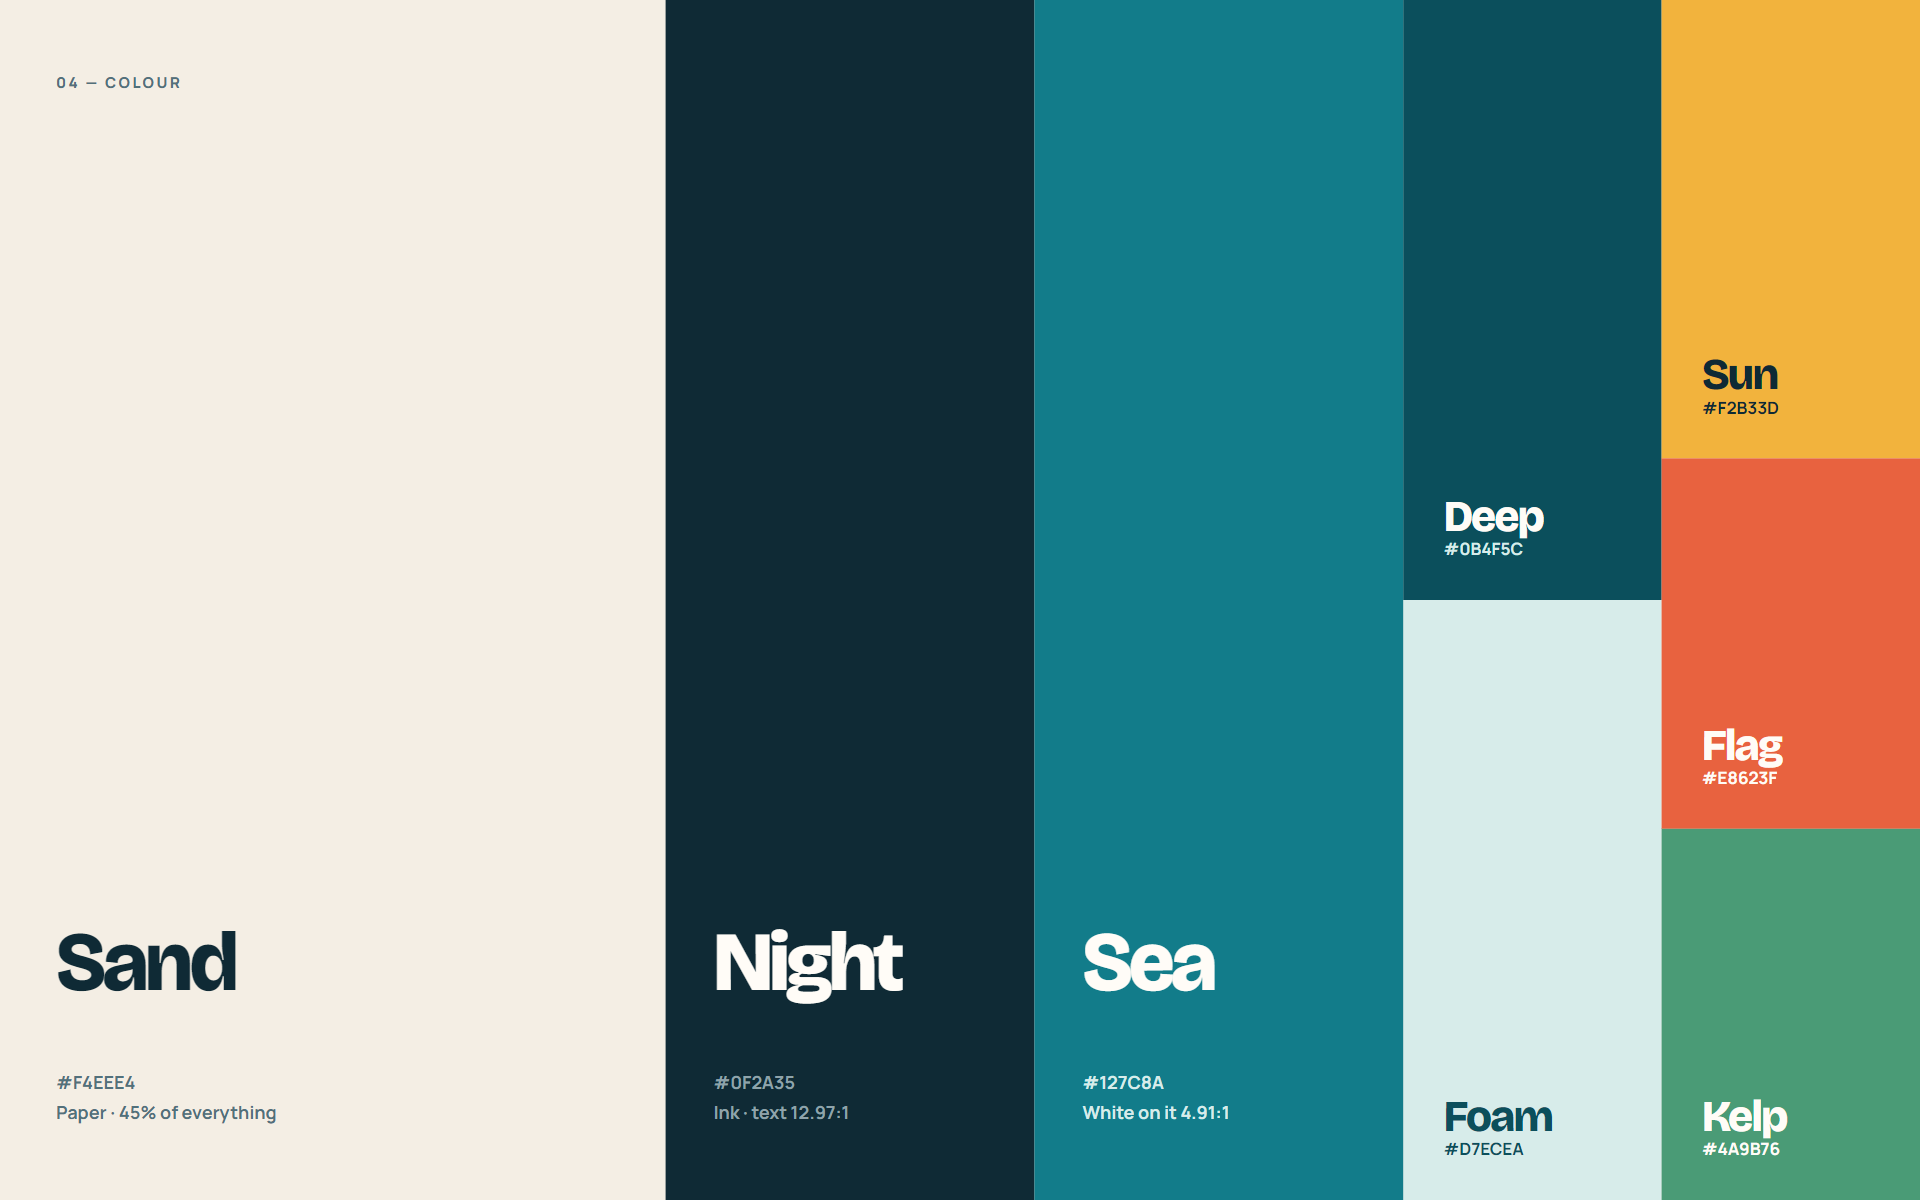 04 — COLOUR
Sand
#F4EEE4
Paper · 45% of everything
Night
#0F2A35
Ink · text 12.97:1
Sea
#127C8A
White on it 4.91:1
Deep
#0B4F5C
Foam
#D7ECEA
Sun
#F2B33D
Flag
#E8623F
Kelp
#4A9B76